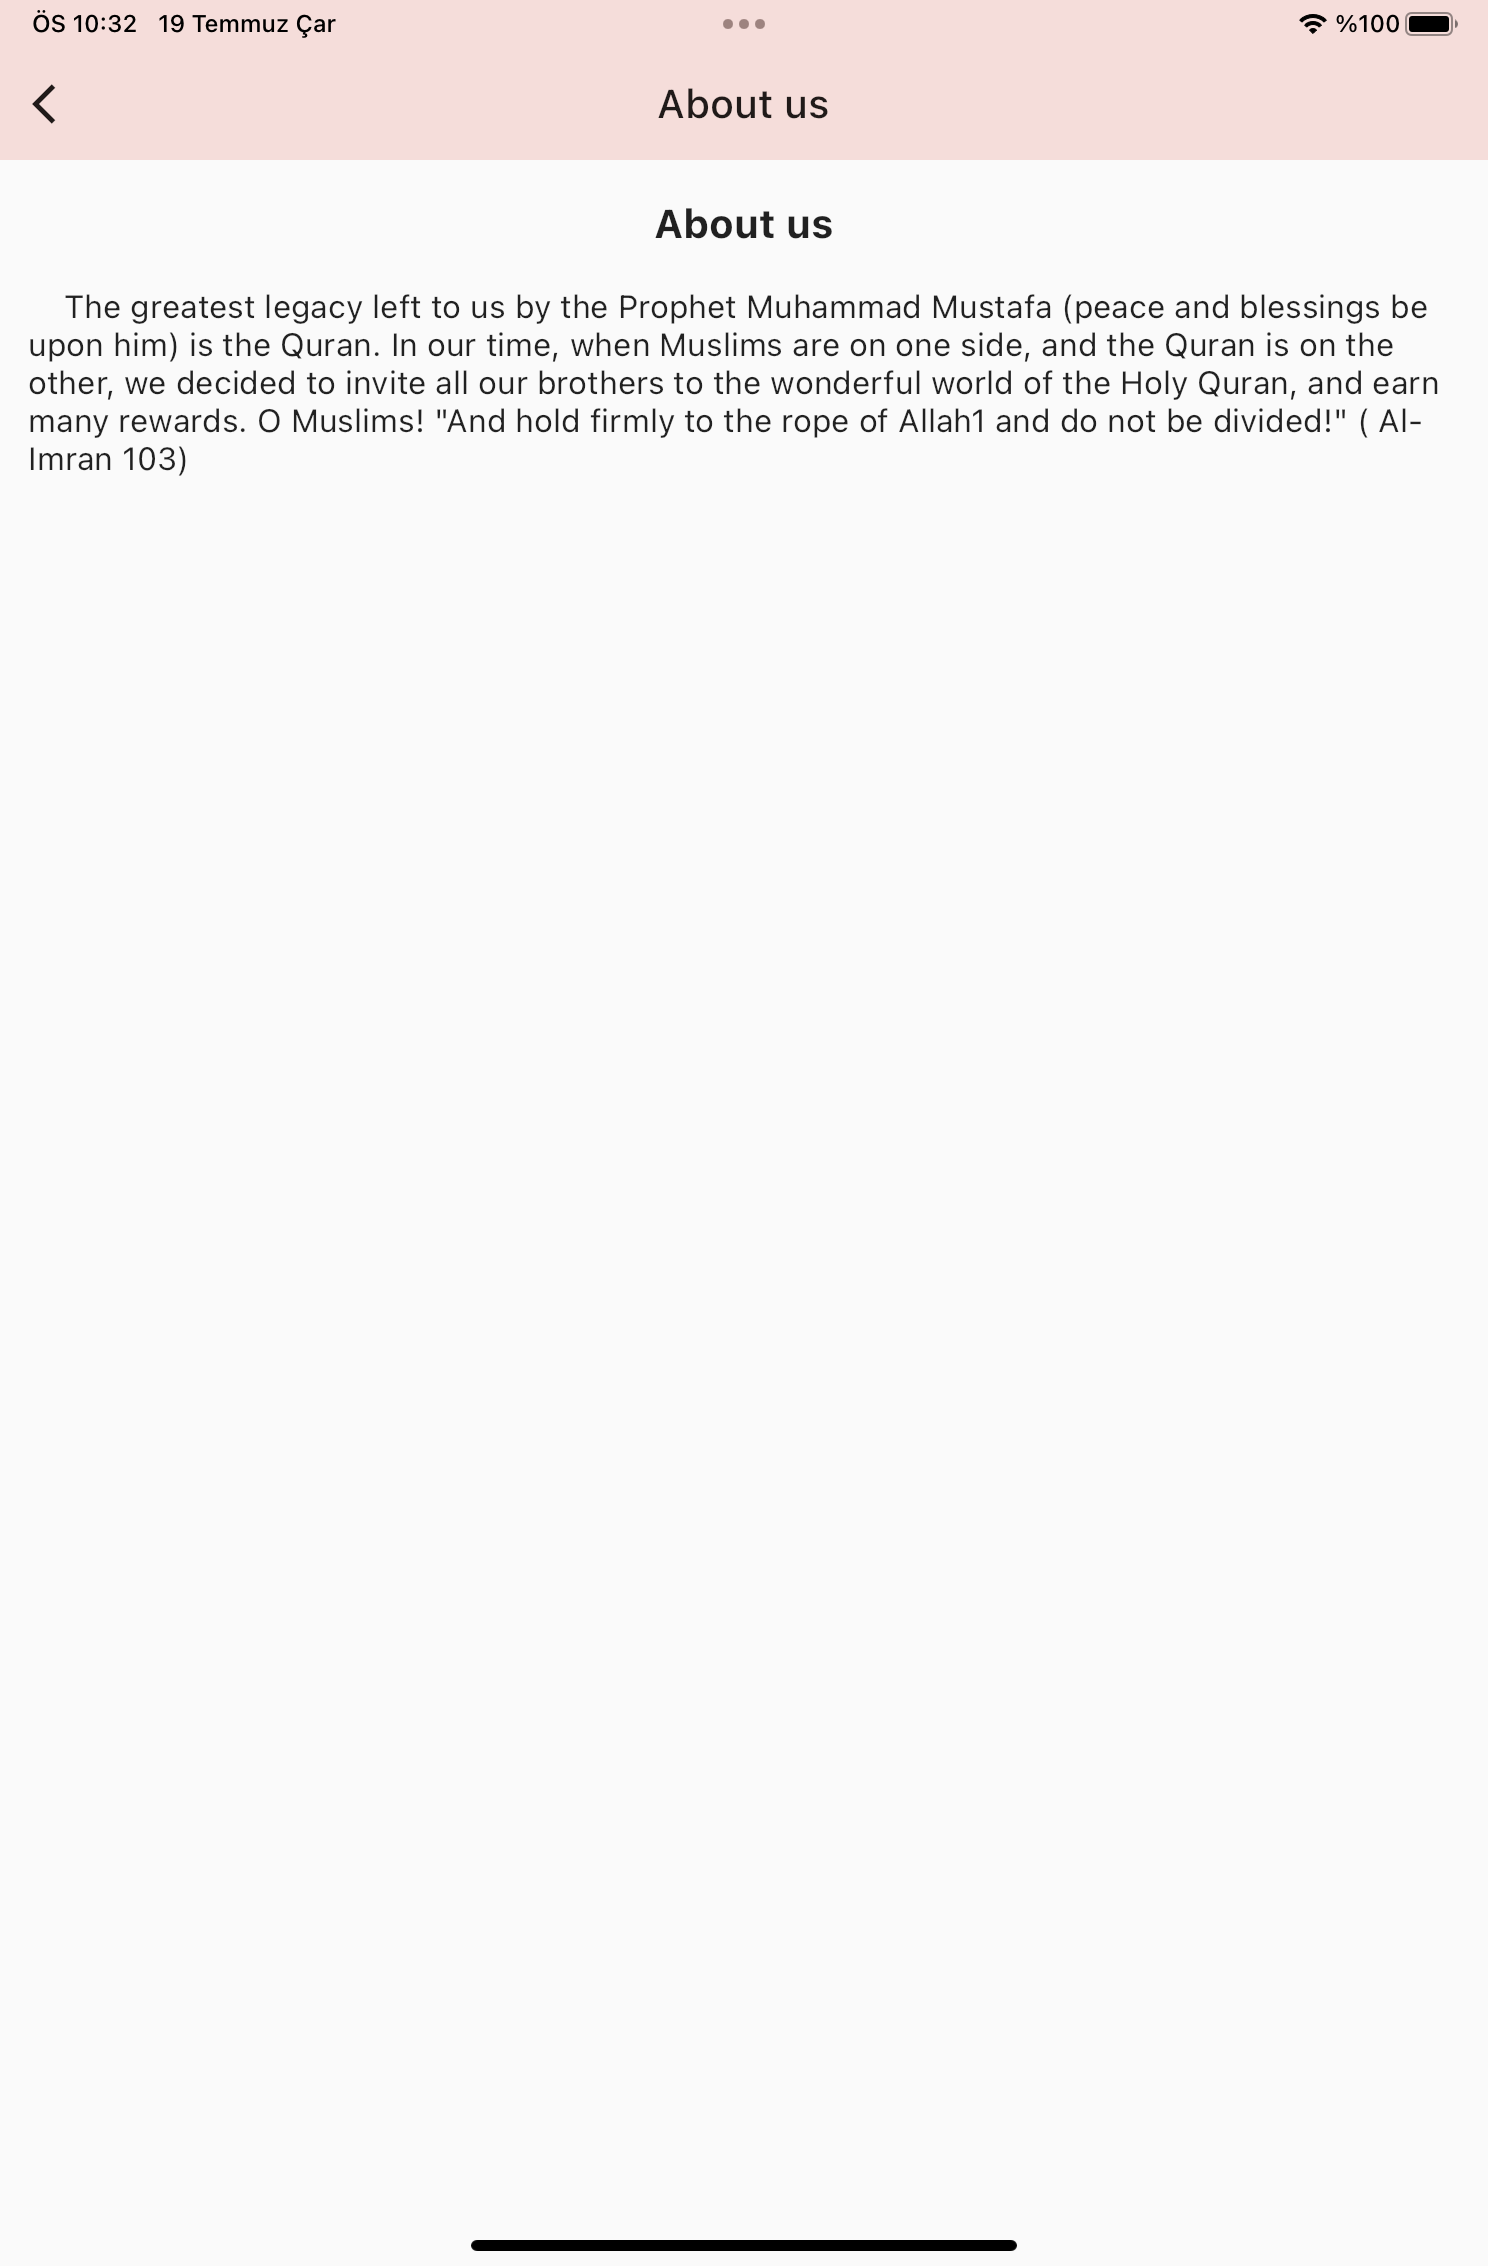 ÖS 10:32 19 Temmuz Çar %100
About us
About us
The greatest legacy left to us by the Prophet Muhammad Mustafa (peace and blessings be
upon him) is the Quran. In our time, when Muslims are on one side, and the Quran is on the
other, we decided to invite all our brothers to the wonderful world of the Holy Quran, and earn
many rewards. O Muslims! "And hold firmly to the rope of Allah1 and do not be divided!" ( Al-
Imran 103)